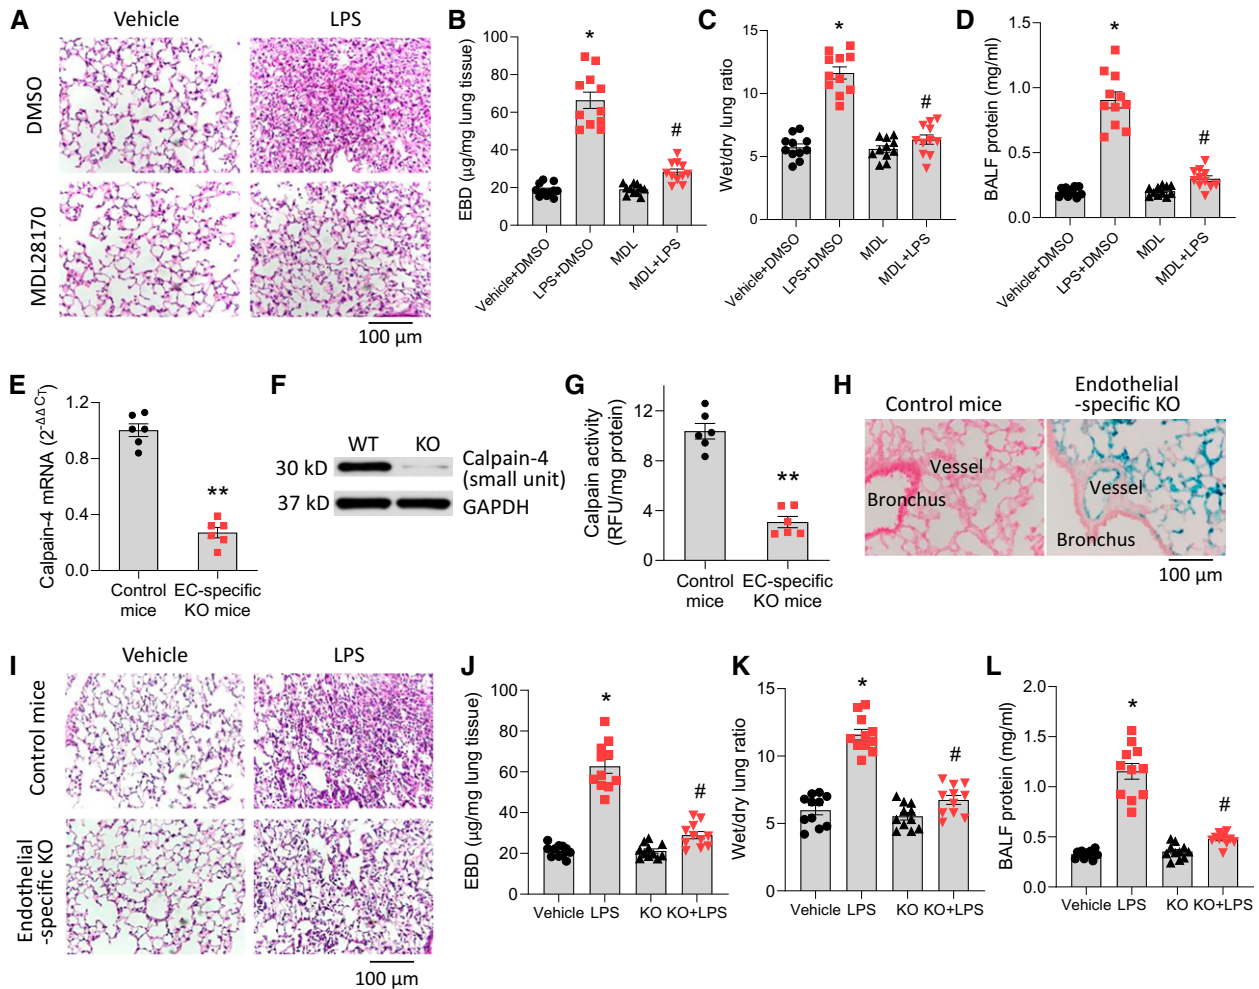 A
Vehicle
LPS
DMSO
MDL28170
100 µm
B
EBD (µg/mg lung tissue)
100
80
60
40
20
0
*
#
Vehicle+DMSO
LPS+DMSO
MDL
MDL+LPS
C
Wet/dry lung ratio
15
10
5
0
*
#
Vehicle+DMSO
LPS+DMSO
MDL
MDL+LPS
D
BALF protein (mg/ml)
1.5
1.0
0.5
0.0
*
#
Vehicle+DMSO
LPS+DMSO
MDL
MDL+LPS
E
Calpain-4 mRNA (2-ΔΔCT)
1.2
0.8
0.4
0.0
**
Control
mice
EC-specific
KO mice
F
WT KO
30 kD
Calpain-4
(small unit)
37 kD
GAPDH
G
Calpain activity
(RFU/mg protein)
12
8
4
0
**
Control
mice
EC-specific
KO mice
H
Control mice
Endothelial
-specific KO
Vessel
Bronchus
Vessel
Bronchus
100 µm
I
Vehicle
LPS
Control mice
Endothelial
-specific KO
100 µm
J
EBD (µg/mg lung tissue)
100
80
60
40
20
0
*
#
Vehicle LPS KO KO+LPS
K
Wet/dry lung ratio
15
10
5
0
*
#
Vehicle LPS KO KO+LPS
L
BALF protein (mg/ml)
2.0
1.5
1.0
0.5
0.0
*
#
Vehicle LPS KO KO+LPS